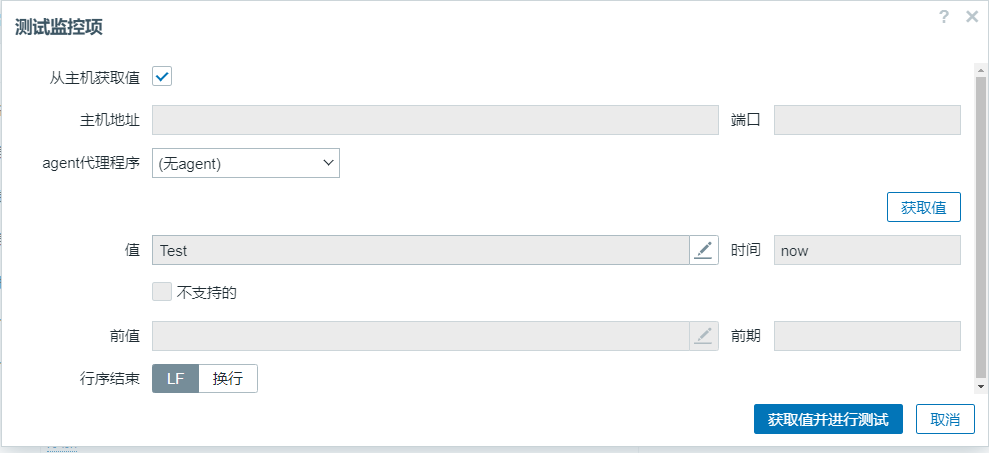 测试监控项
?
从主机获取值
主机地址 端口
agent代理程序 (无agent)
获取值
值 Test 时间 now
不支持的
前值 前期
行序结束 LF 换行
获取值并进行测试 取消